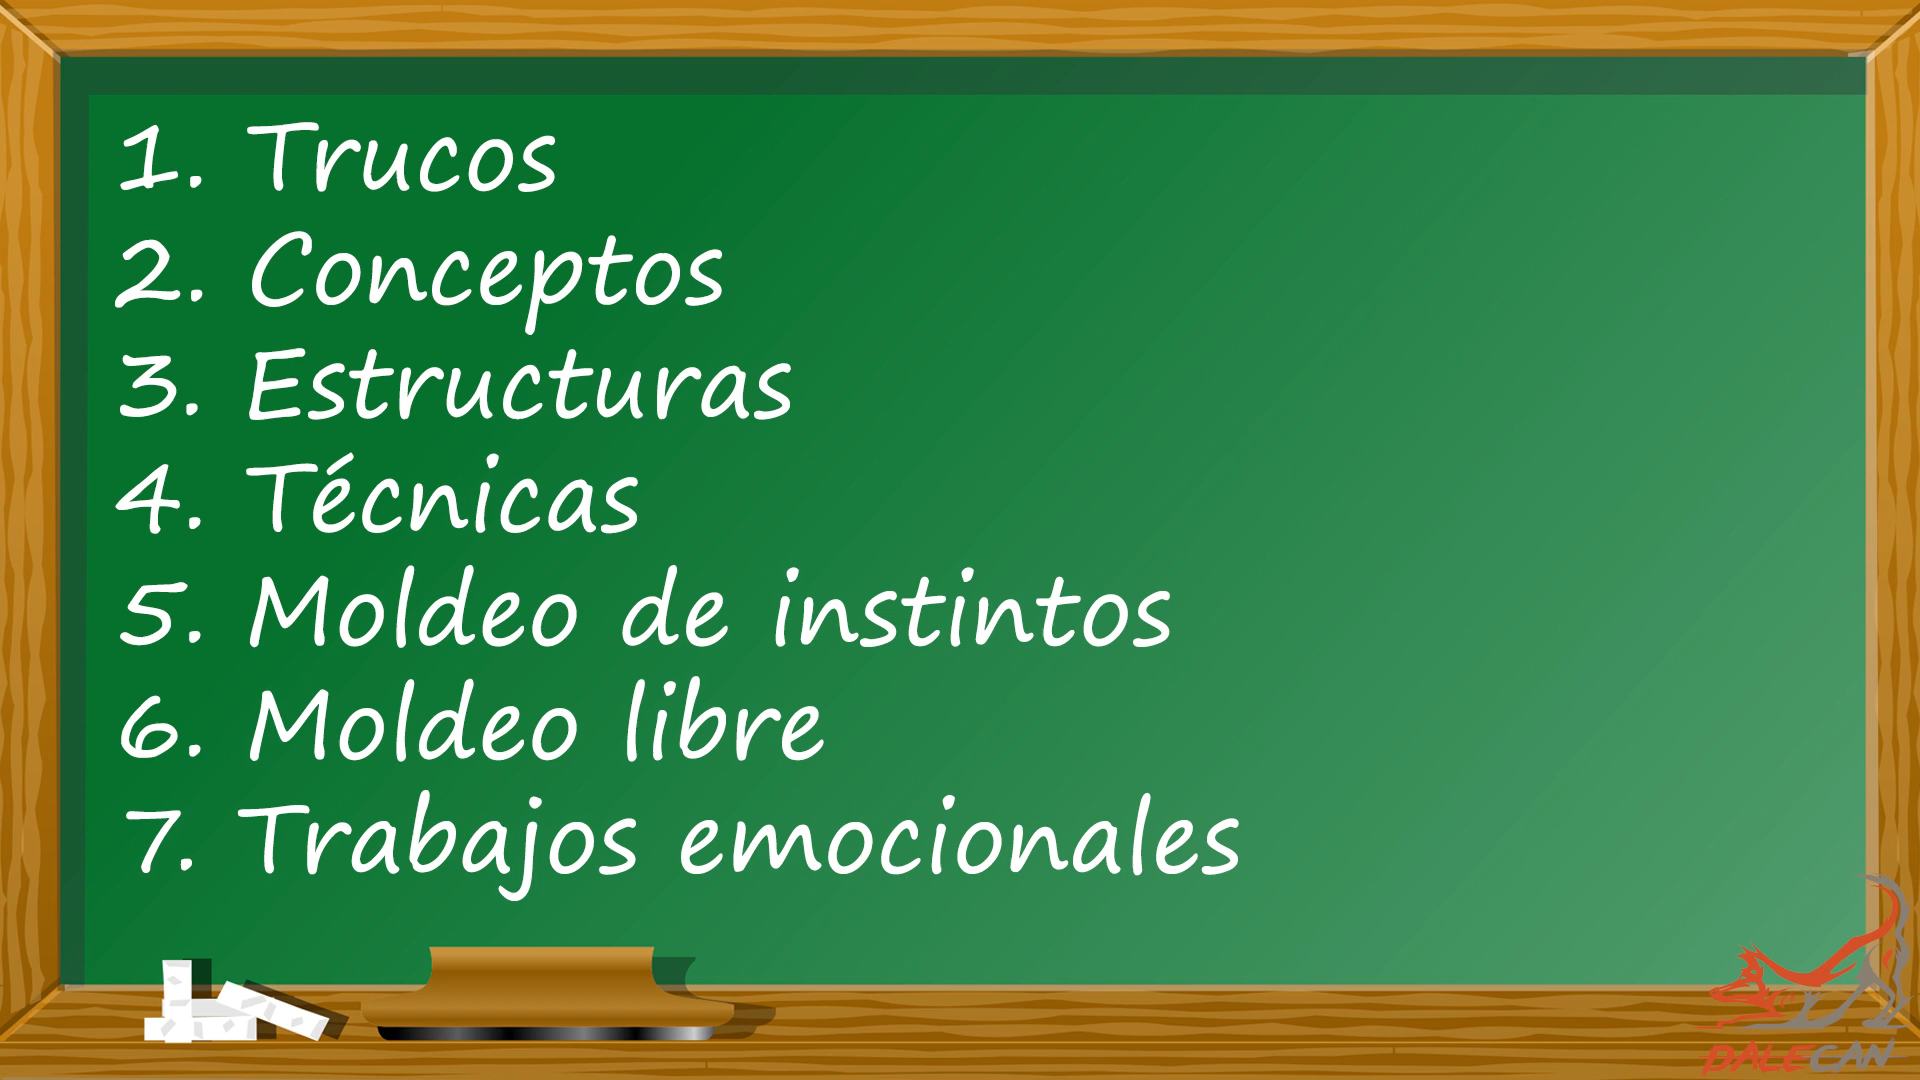 1. Trucos
2. Conceptos
3. Estructuras
4. Técnicas
5. Moldeo de instintos
6. Moldeo libre
7. Trabajos emocionales
DALECAN